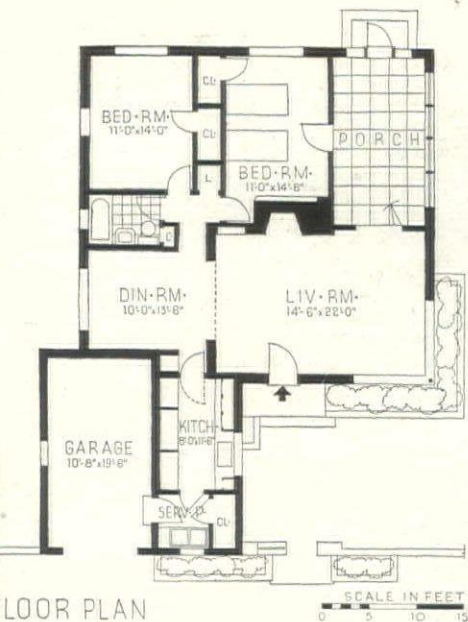 BED·RM·
11'·0"x14'·0"
CL·
CL·
L
BED·RM·
11'·0"x14'·8"
PORCH
C
DIN·RM·
10'·0"x13'·8"
LIV·RM·
14'·6"x22'·0"
GARAGE
10'·8"x19'·8"
KITCH·
8'·0"x11'·6"
SERV·P·
CL·
LOOR PLAN
SCALE IN FEET
0 5 10 15